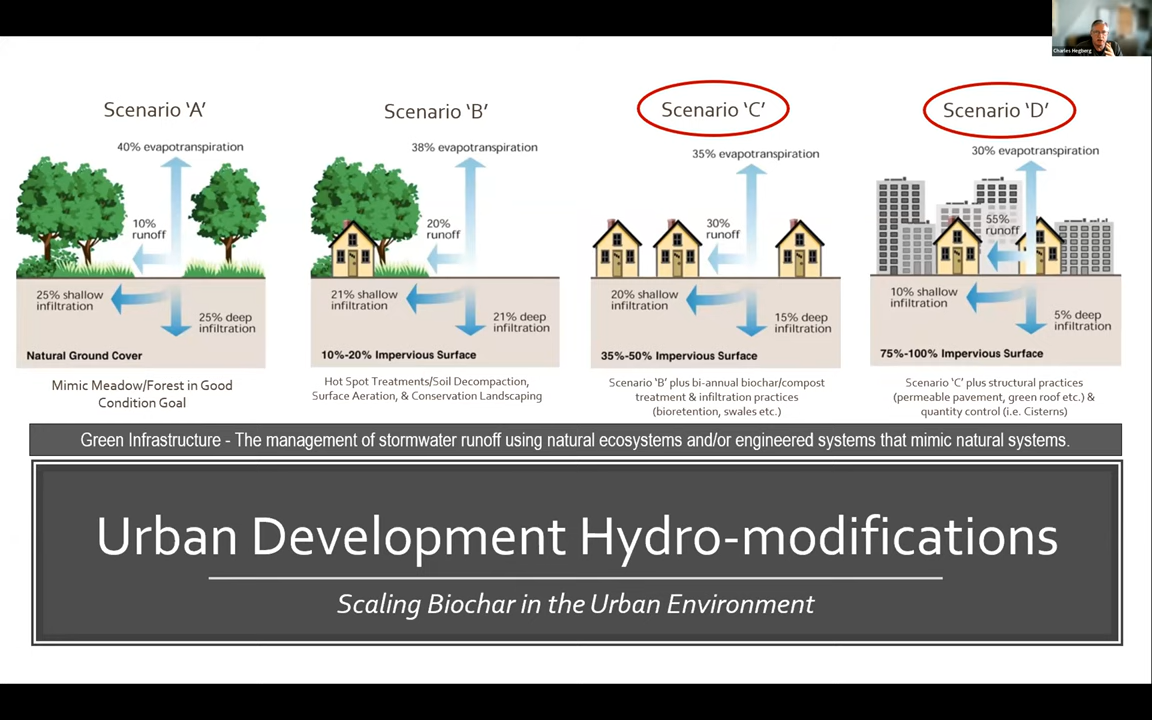 Charles Hegberg
Scenario ‘A’
40% evapotranspiration
10%
runoff
25% shallow
infiltration
25% deep
infiltration
Natural Ground Cover
Mimic Meadow/Forest in Good
Condition Goal
Scenario ‘B’
38% evapotranspiration
20%
runoff
21% shallow
infiltration
21% deep
infiltration
10%-20% Impervious Surface
Hot Spot Treatments/Soil Decompaction,
Surface Aeration, & Conservation Landscaping
Scenario ‘C’
35% evapotranspiration
30%
runoff
20% shallow
infiltration
15% deep
infiltration
35%-50% Impervious Surface
Scenario ‘B’ plus bi-annual biochar/compost
treatment & infiltration practices
(bioretention, swales etc.)
Scenario ‘D’
30% evapotranspiration
55%
runoff
10% shallow
infiltration
5% deep
infiltration
75%-100% Impervious Surface
Scenario ‘C’ plus structural practices
(permeable pavement, green roof etc.) &
quantity control (i.e. Cisterns)
Green Infrastructure - The management of stormwater runoff using natural ecosystems and/or engineered systems that mimic natural systems.
Urban Development Hydro-modifications
Scaling Biochar in the Urban Environment